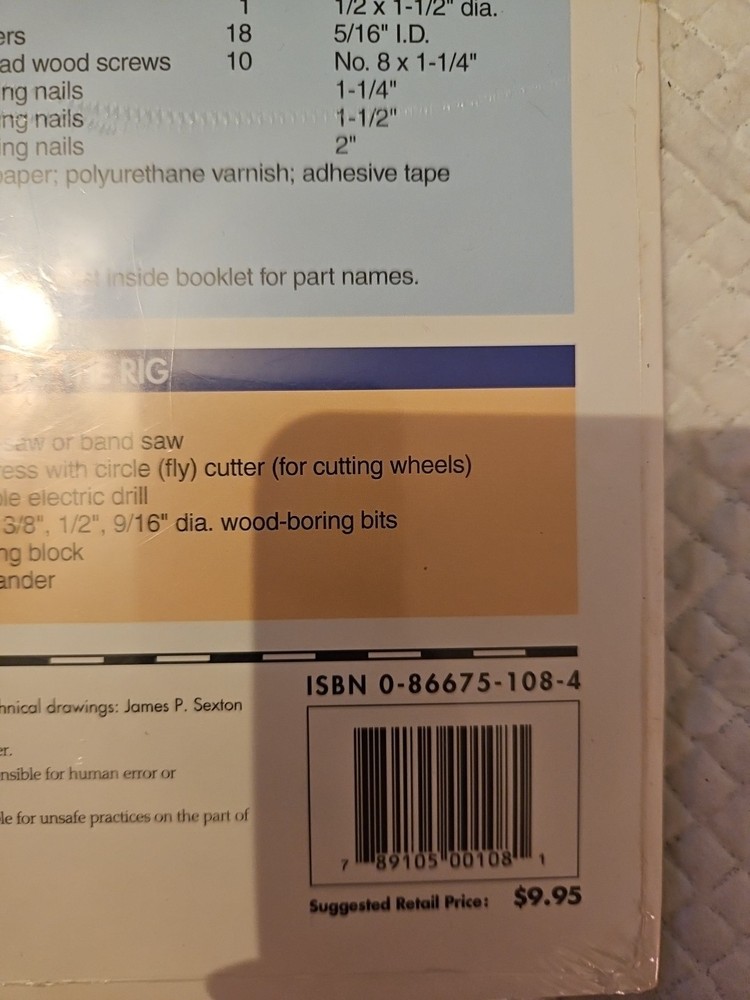 1 1/2 x 1-1/2" dia.
ers 18 5/16" I.D.
ad wood screws 10 No. 8 x 1-1/4"
ng nails 1-1/4"
ng nails 1-1/2"
ing nails 2"
paper; polyurethane varnish; adhesive tape
inside booklet for part names.
RIG
saw or band saw
ess with circle (fly) cutter (for cutting wheels)
le electric drill
3/8", 1/2", 9/16" dia. wood-boring bits
ng block
ander
ISBN 0-86675-108-4
hnical drawings: James P. Sexton
er.
nsible for human error or
le for unsafe practices on the part of
7 89105 00108 1
Suggested Retail Price: $9.95